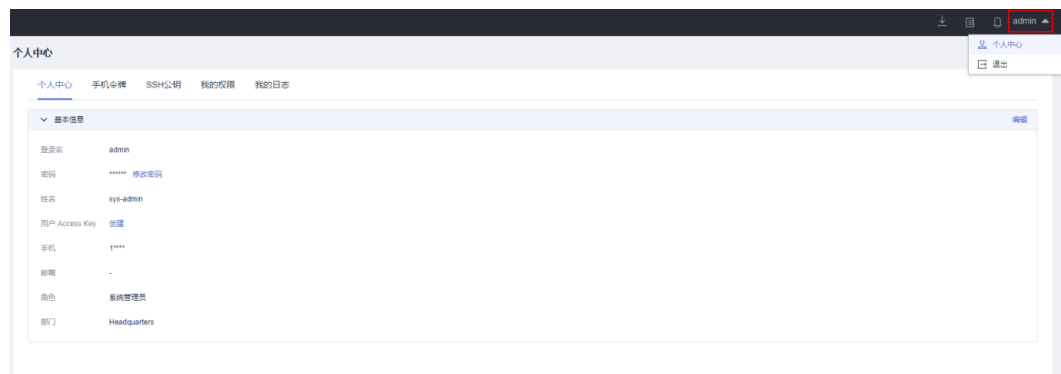 admin
个人中心
退出
个人中心
个人中心 手机令牌 SSH公钥 我的权限 我的日志
基本信息 编辑
登录名 admin
密码 ****** 修改密码
姓名 sys-admin
用户 Access Key 创建
手机 1****
邮箱 -
角色 系统管理员
部门 Headquarters